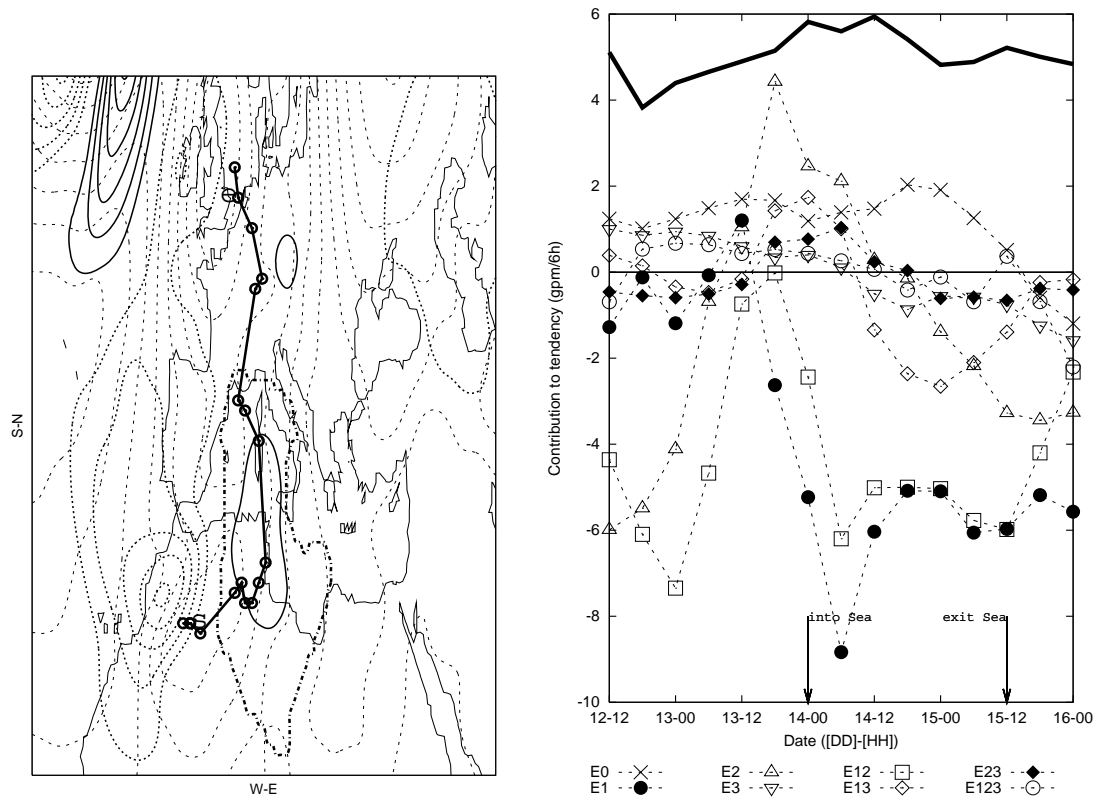 S-N
W-E
S
Contribution to tendency (gpm/6h)
6
4
2
0
-2
-4
-6
-8
-10
into Sea
exit Sea
12-12
13-00
13-12
14-00
14-12
15-00
15-12
16-00
Date ([DD]-[HH])
E0
E2
E12
E23
E1
E3
E13
E123